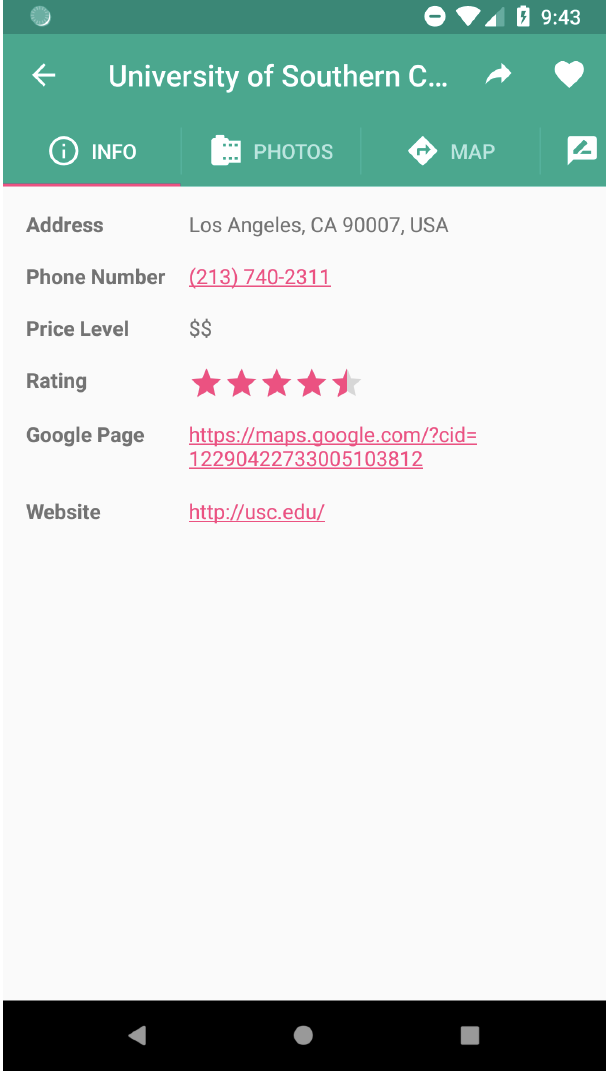 9:43
University of Southern C...
INFO
PHOTOS
MAP
Address Los Angeles, CA 90007, USA
Phone Number (213) 740-2311
Price Level $$
Rating
Google Page https://maps.google.com/?cid=
12290422733005103812
Website http://usc.edu/